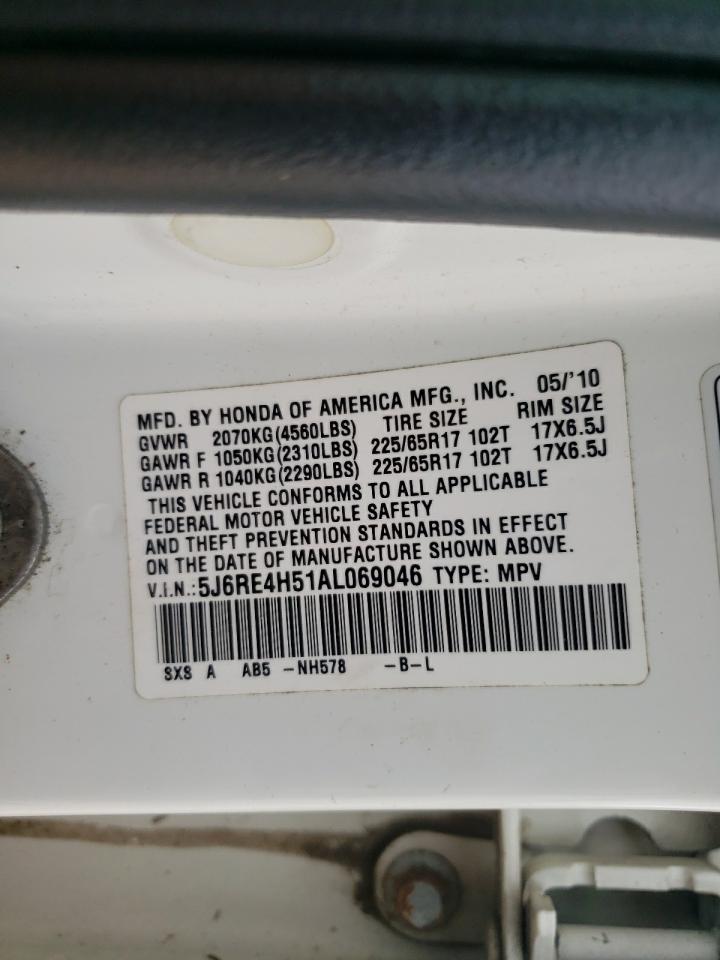 MFD. BY HONDA OF AMERICA MFG., INC. 05/'10
GVWR 2070KG(4560LBS) TIRE SIZE RIM SIZE
GAWR F 1050KG(2310LBS) 225/65R17 102T 17X6.5J
GAWR R 1040KG(2290LBS) 225/65R17 102T 17X6.5J
THIS VEHICLE CONFORMS TO ALL APPLICABLE
FEDERAL MOTOR VEHICLE SAFETY
AND THEFT PREVENTION STANDARDS IN EFFECT
ON THE DATE OF MANUFACTURE SHOWN ABOVE.
V.I.N.:5J6RE4H51AL069046 TYPE: MPV
SXS A AB5 -NH578 -B-L